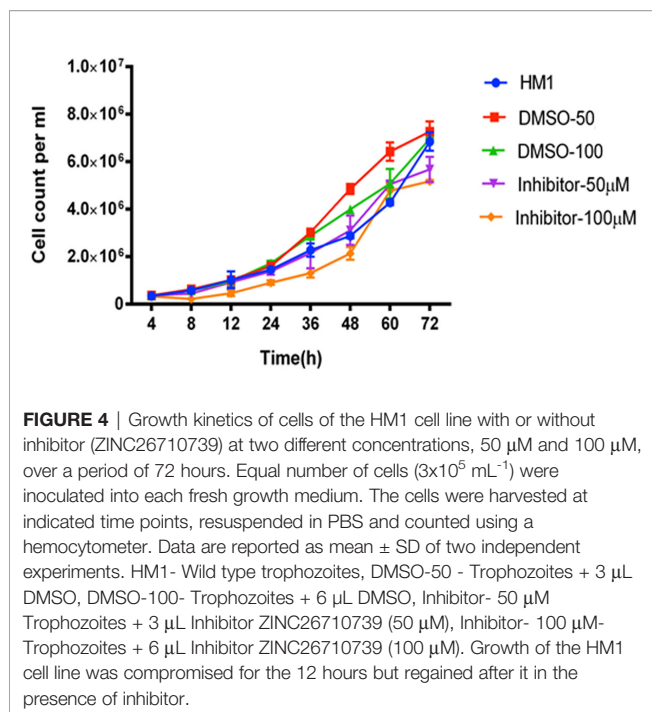 1.0×10⁷
8.0×10⁶
6.0×10⁶
4.0×10⁶
2.0×10⁶
0
Cell count per ml
4 8 12 24 36 48 60 72
Time(h)
HM1
DMSO-50
DMSO-100
Inhibitor-50μM
Inhibitor-100μM
FIGURE 4 | Growth kinetics of cells of the HM1 cell line with or without
inhibitor (ZINC26710739) at two different concentrations, 50 μM and 100 μM,
over a period of 72 hours. Equal number of cells (3x10⁵ mL⁻¹) were
inoculated into each fresh growth medium. The cells were harvested at
indicated time points, resuspended in PBS and counted using a
hemocytometer. Data are reported as mean ± SD of two independent
experiments. HM1- Wild type trophozoites, DMSO-50 - Trophozoites + 3 μL
DMSO, DMSO-100- Trophozoites + 6 μL DMSO, Inhibitor- 50 μM
Trophozoites + 3 μL Inhibitor ZINC26710739 (50 μM), Inhibitor- 100 μM-
Trophozoites + 6 μL Inhibitor ZINC26710739 (100 μM). Growth of the HM1
cell line was compromised for the 12 hours but regained after it in the
presence of inhibitor.